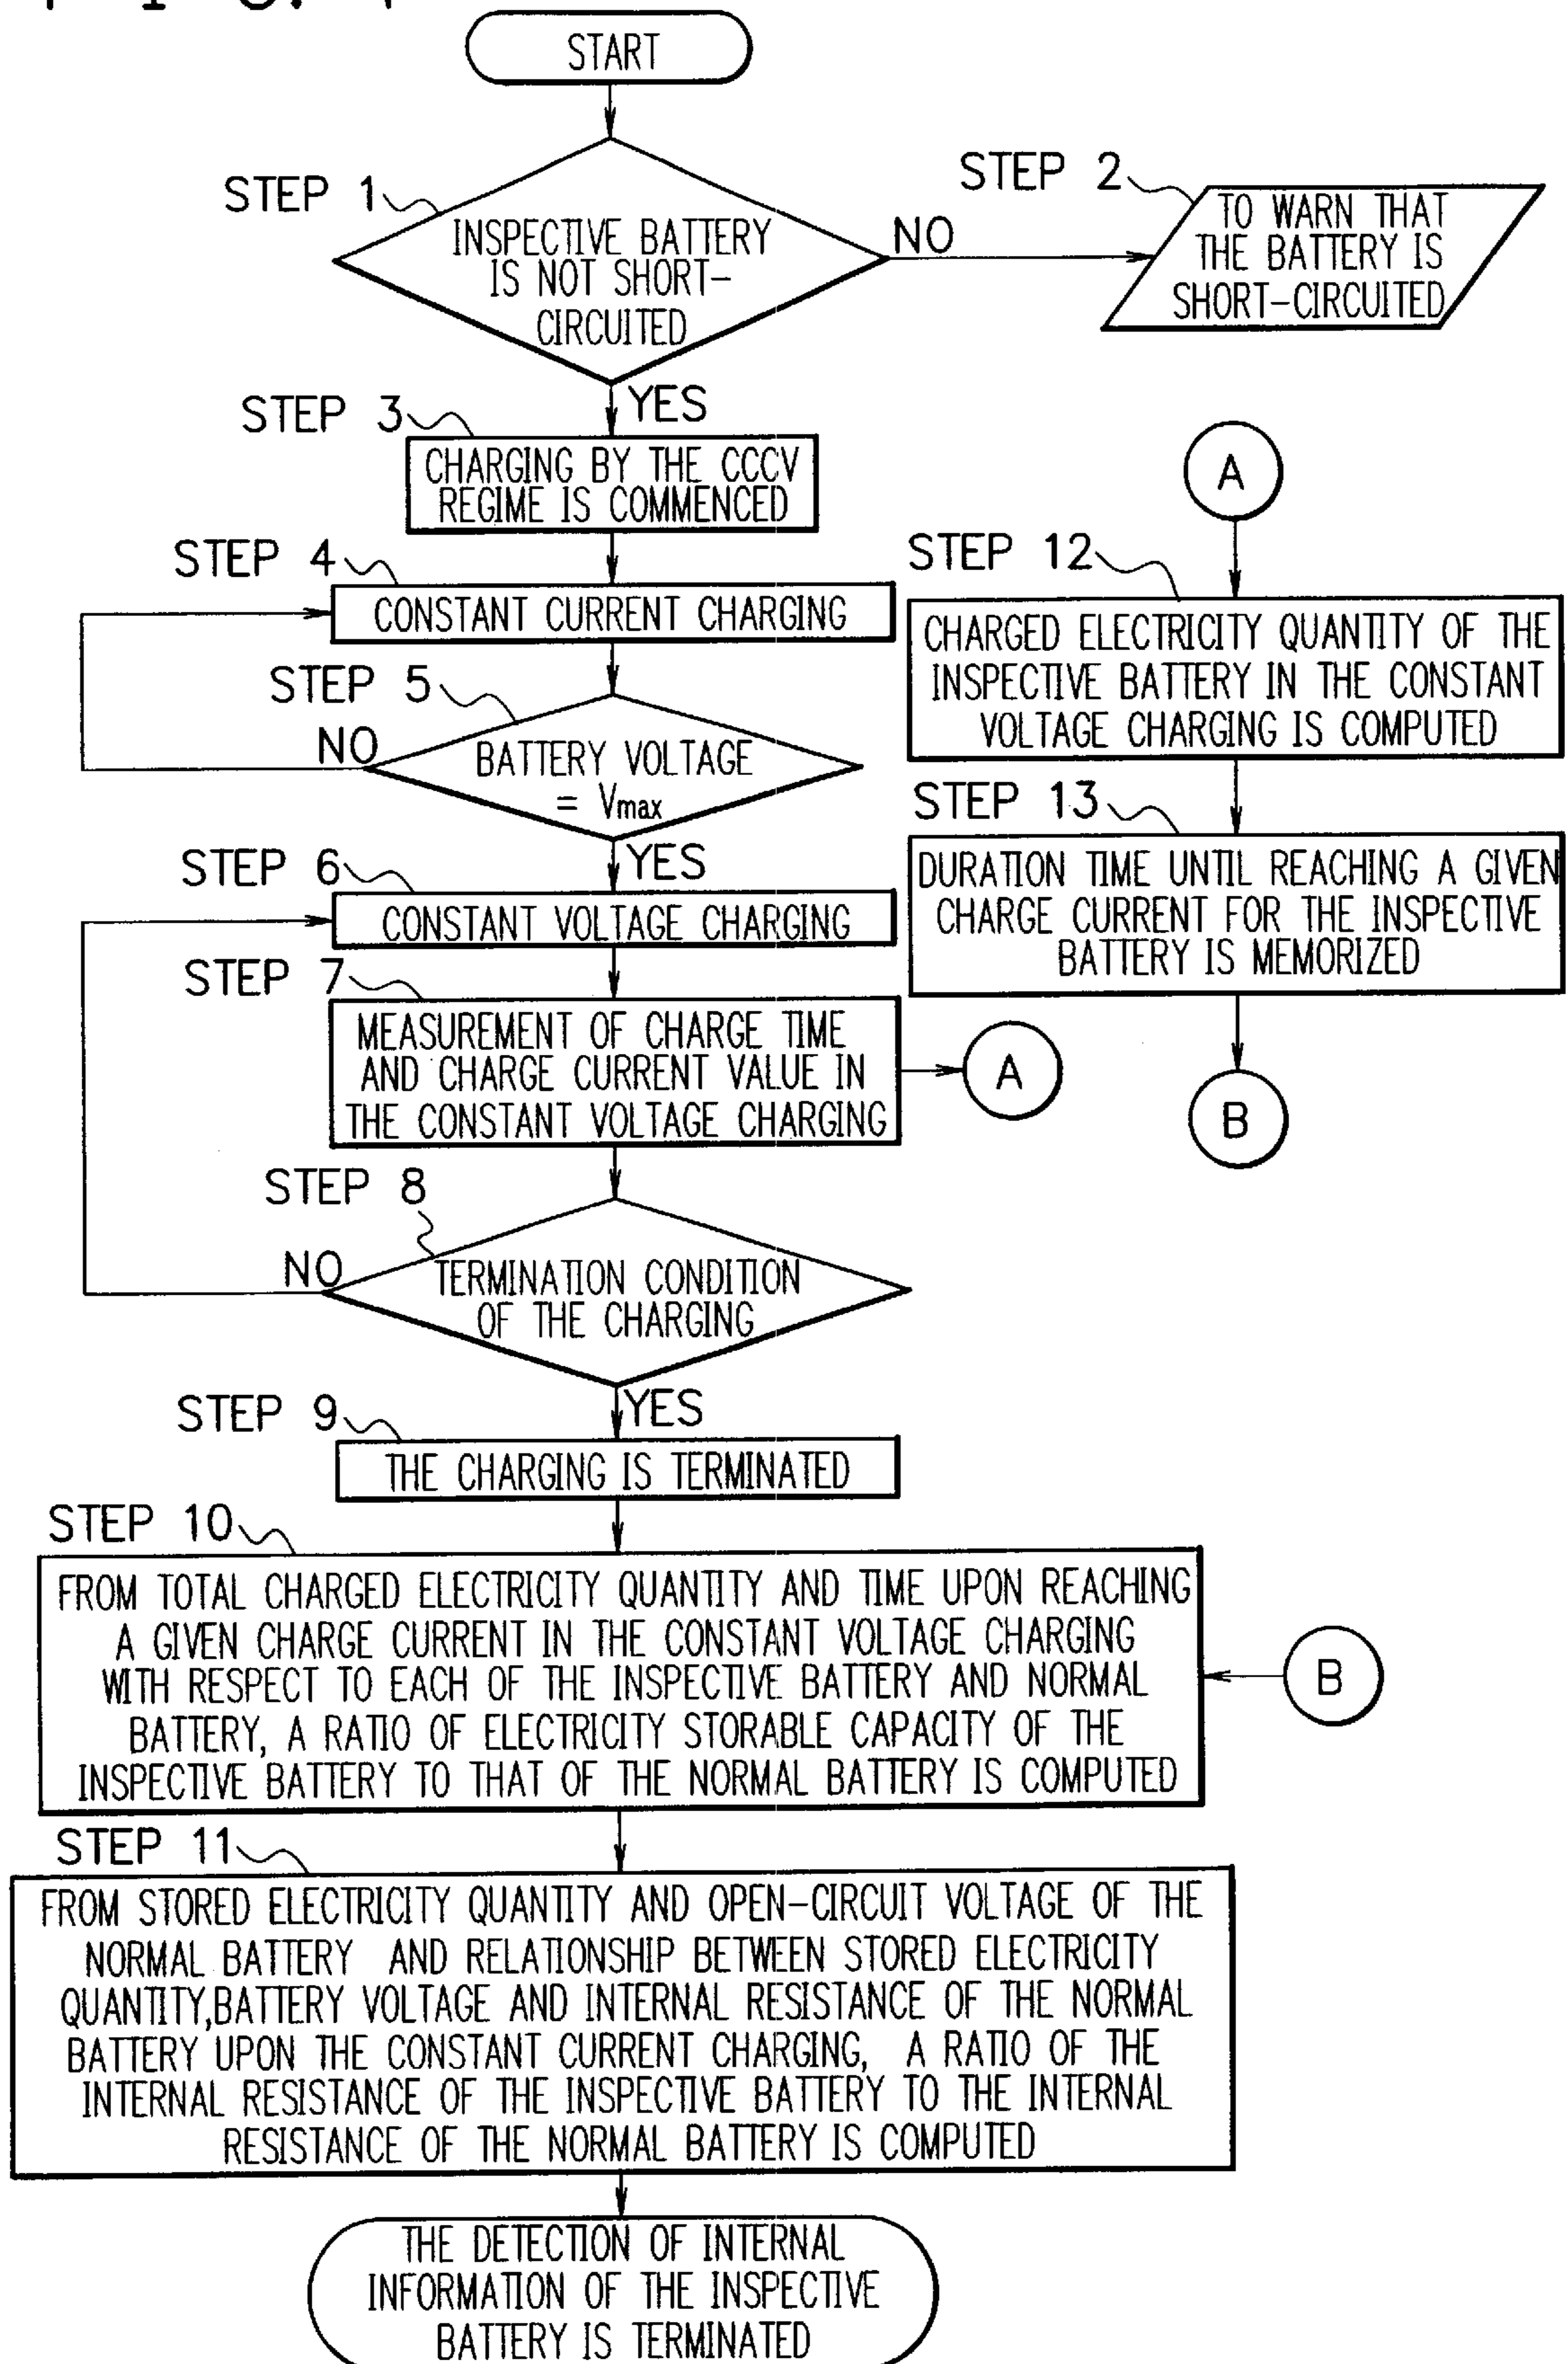 START
STEP 1
INSPECTIVE BATTERY
IS NOT SHORT-
CIRCUITED
NO
STEP 2
TO WARN THAT
THE BATTERY IS
SHORT-CIRCUITED
YES
STEP 3
CHARGING BY THE CCCV
REGIME IS COMMENCED
STEP 4
CONSTANT CURRENT CHARGING
STEP 5
NO
BATTERY VOLTAGE
= Vmax
YES
STEP 6
CONSTANT VOLTAGE CHARGING
STEP 7
MEASUREMENT OF CHARGE TIME
AND CHARGE CURRENT VALUE IN
THE CONSTANT VOLTAGE CHARGING
A
STEP 8
NO
TERMINATION CONDITION
OF THE CHARGING
YES
STEP 9
THE CHARGING IS TERMINATED
A
STEP 12
CHARGED ELECTRICITY QUANTITY OF THE
INSPECTIVE BATTERY IN THE CONSTANT
VOLTAGE CHARGING IS COMPUTED
STEP 13
DURATION TIME UNTIL REACHING A GIVEN
CHARGE CURRENT FOR THE INSPECTIVE
BATTERY IS MEMORIZED
B
STEP 10
FROM TOTAL CHARGED ELECTRICITY QUANTITY AND TIME UPON REACHING
A GIVEN CHARGE CURRENT IN THE CONSTANT VOLTAGE CHARGING
WITH RESPECT TO EACH OF THE INSPECTIVE BATTERY AND NORMAL
BATTERY, A RATIO OF ELECTRICITY STORABLE CAPACITY OF THE
INSPECTIVE BATTERY TO THAT OF THE NORMAL BATTERY IS COMPUTED
B
STEP 11
FROM STORED ELECTRICITY QUANTITY AND OPEN-CIRCUIT VOLTAGE OF THE
NORMAL BATTERY AND RELATIONSHIP BETWEEN STORED ELECTRICITY
QUANTITY,BATTERY VOLTAGE AND INTERNAL RESISTANCE OF THE NORMAL
BATTERY UPON THE CONSTANT CURRENT CHARGING, A RATIO OF THE
INTERNAL RESISTANCE OF THE INSPECTIVE BATTERY TO THE INTERNAL
RESISTANCE OF THE NORMAL BATTERY IS COMPUTED
THE DETECTION OF INTERNAL
INFORMATION OF THE INSPECTIVE
BATTERY IS TERMINATED